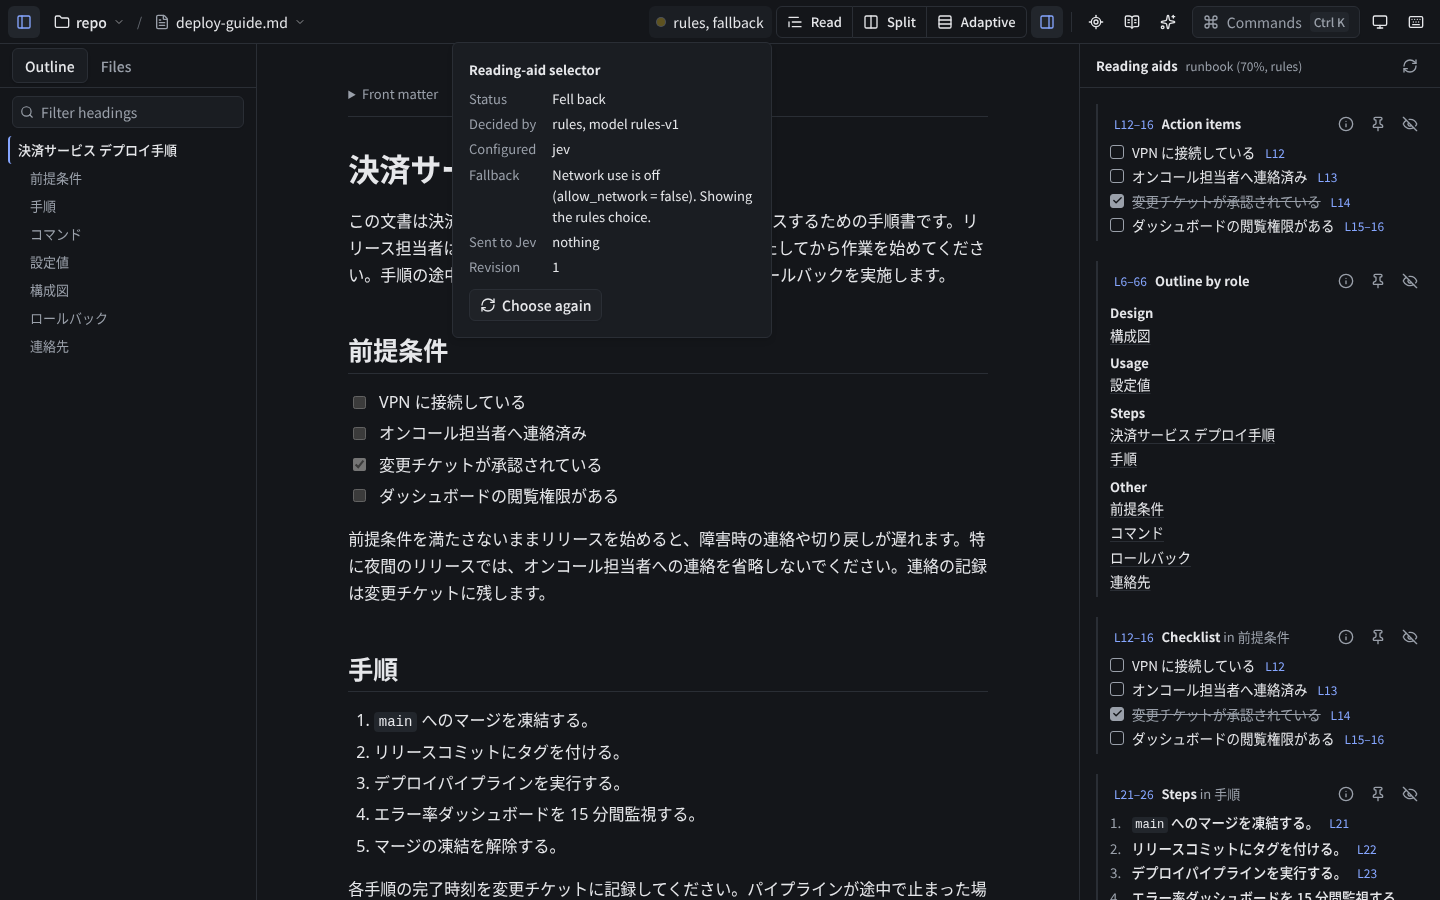 repo / deploy-guide.md
rules, fallback
Read
Split
Adaptive
Commands Ctrl K
Outline
Files
Filter headings
決済サービス デプロイ手順
前提条件
手順
コマンド
設定値
構成図
ロールバック
連絡先
Front matter
Reading-aid selector
Status Fell back
Decided by rules, model rules-v1
Configured jev
Fallback Network use is off
(allow_network = false). Showing
the rules choice.
Sent to Jev nothing
Revision 1
Choose again
決済サー
この文書は決済 スするための手順書です。リ
リース担当者は してから作業を始めてくださ
い。手順の途中 ールバックを実施します。
前提条件
VPN に接続している
オンコール担当者へ連絡済み
変更チケットが承認されている
ダッシュボードの閲覧権限がある
前提条件を満たさないままリリースを始めると、障害時の連絡や切り戻しが遅れます。特
に夜間のリリースでは、オンコール担当者への連絡を省略しないでください。連絡の記録
は変更チケットに残します。
手順
1. main へのマージを凍結する。
2. リリースコミットにタグを付ける。
3. デプロイパイプラインを実行する。
4. エラー率ダッシュボードを 15 分間監視する。
5. マージの凍結を解除する。
各手順の完了時刻を変更チケットに記録してください。パイプラインが途中で止まった場
Reading aids runbook (70%, rules)
L12–16 Action items
VPN に接続している L12
オンコール担当者へ連絡済み L13
変更チケットが承認されている L14
ダッシュボードの閲覧権限がある L15–16
L6–66 Outline by role
Design
構成図
Usage
設定値
Steps
決済サービス デプロイ手順
手順
Other
前提条件
コマンド
ロールバック
連絡先
L12–16 Checklist in 前提条件
VPN に接続している L12
オンコール担当者へ連絡済み L13
変更チケットが承認されている L14
ダッシュボードの閲覧権限がある L15–16
L21–26 Steps in 手順
1. main へのマージを凍結する。 L21
2. リリースコミットにタグを付ける。 L22
3. デプロイパイプラインを実行する。 L23
4. エラー率ダッシュボードを 15 分間監視する